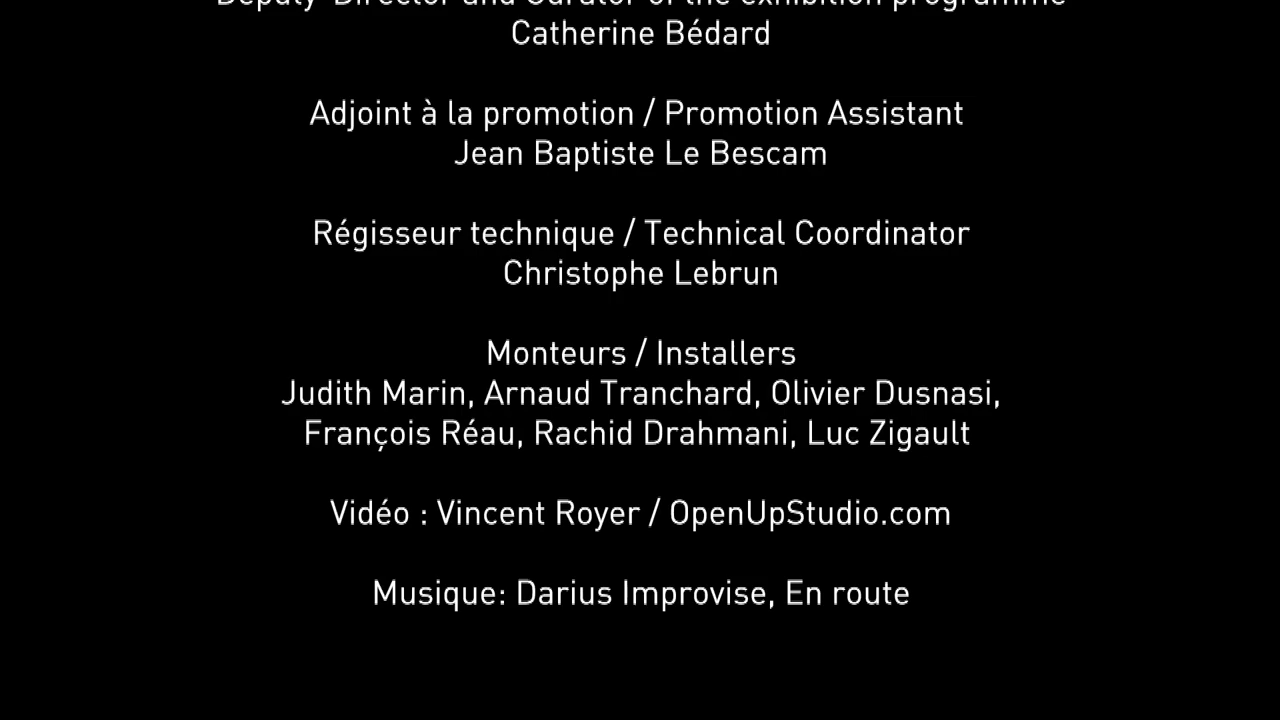 Deputy-Director and Curator of the exhibition programme
Catherine Bédard
Adjoint à la promotion / Promotion Assistant
Jean Baptiste Le Bescam
Régisseur technique / Technical Coordinator
Christophe Lebrun
Monteurs / Installers
Judith Marin, Arnaud Tranchard, Olivier Dusnasi,
François Réau, Rachid Drahmani, Luc Zigault
Vidéo : Vincent Royer / OpenUpStudio.com
Musique: Darius Improvise, En route